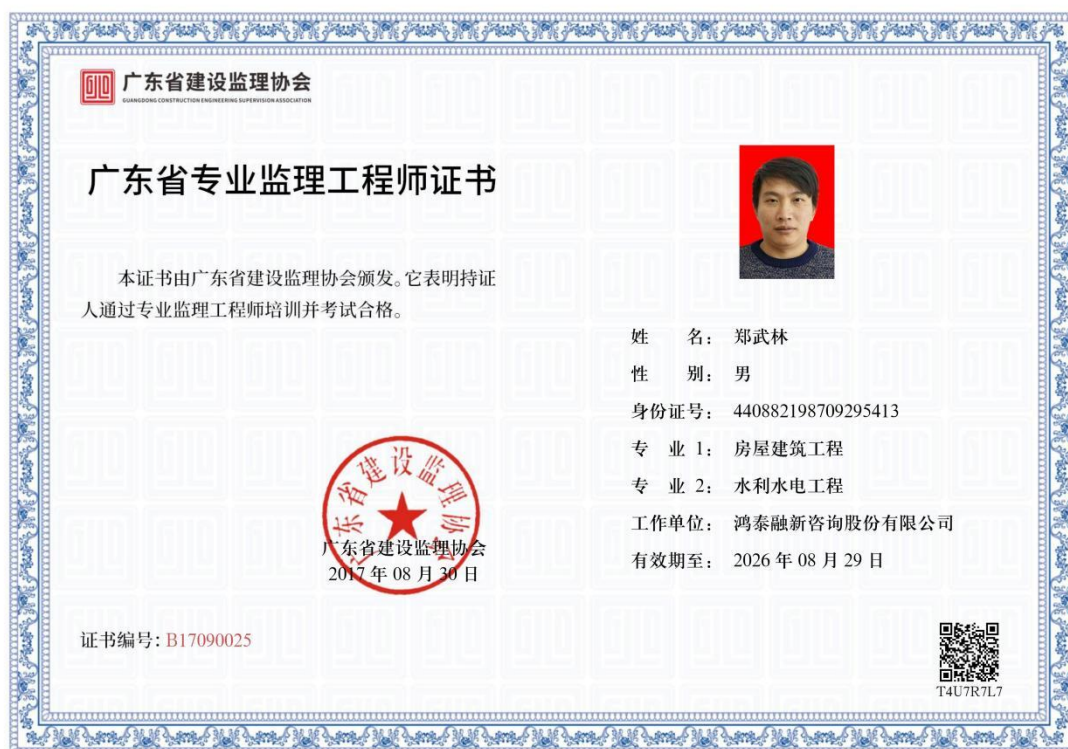 广东省建设监理协会
GUANGDONG CONSTRUCTION ENGINEERING SUPERVISION ASSOCIATION
广东省专业监理工程师证书
本证书由广东省建设监理协会颁发。它表明持证
人通过专业监理工程师培训并考试合格。
姓 名： 郑武林
性 别： 男
身份证号： 440882198709295413
专 业 1： 房屋建筑工程
专 业 2： 水利水电工程
工作单位： 鸿泰融新咨询股份有限公司
有效期至： 2026 年 08 月 29 日
广东省建设监理协会
广东省建设监理协会
2017 年 08 月 30 日
证书编号：B17090025
T4U7R7L7